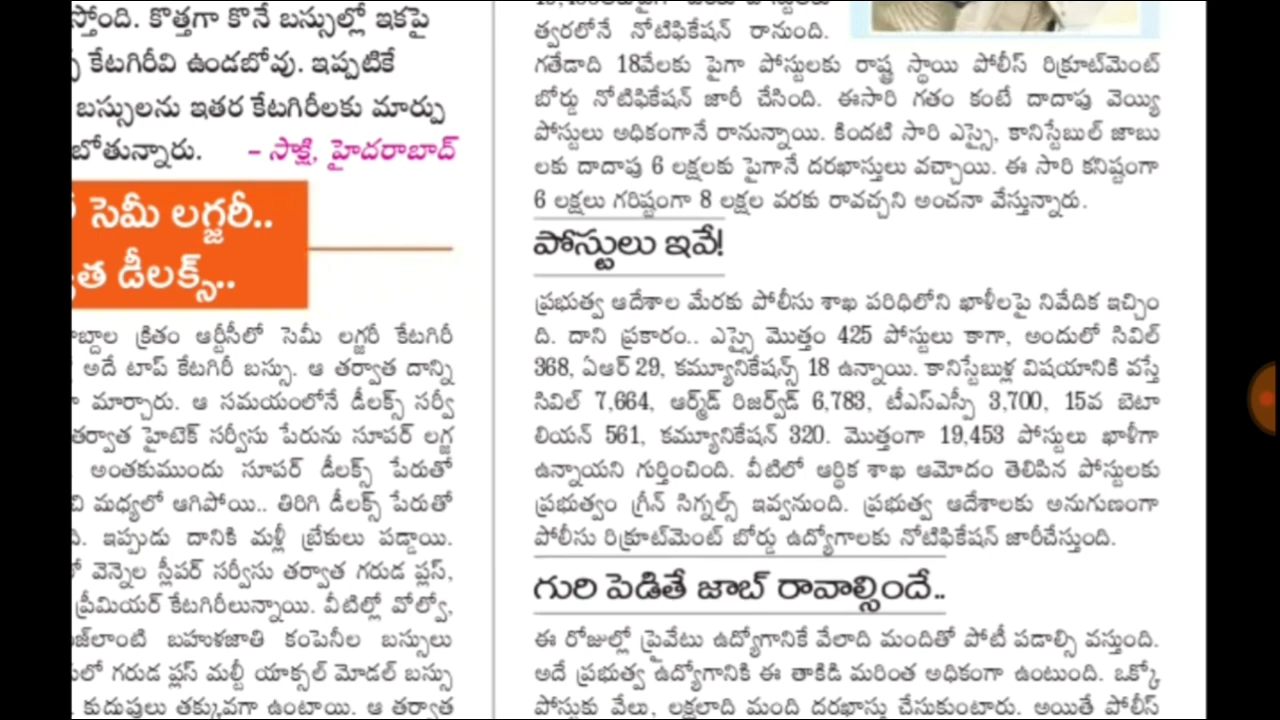 స్తోంది. కొత్తగా కొనే బస్సుల్లో ఇకపై
కేటగిరీవి ఉండబోవు. ఇప్పటికే
బస్సులను ఇతర కేటగిరీలకు మార్పు
బోతున్నారు. – సాక్షి, హైదరాబాద్
సెమీ లగ్జరీ..
త డీలక్స్..
క్రితం ఆర్టీసీలో సెమీ లగ్జరీ కేటగిరీ
అదే టాప్ కేటగిరీ బస్సు. ఆ తర్వాత దాన్ని
మార్చారు. ఆ సమయంలోనే డీలక్స్ సర్వీ
తర్వాత హైటెక్ సర్వీసు పేరును సూపర్ లగ్జ
అంతకుముందు సూపర్ డీలక్స్ పేరుతో
మధ్యలో ఆగిపోయి.. తిరిగి డీలక్స్ పేరుతో
ఇప్పుడు దానికి మళ్లీ బ్రేకులు పడ్డాయి.
వెన్నెల స్లీపర్ సర్వీసు తర్వాత గరుడ ప్లస్,
ప్రీమియర్ కేటగిరీలున్నాయి. వీటిల్లో వోల్వో,
బహుళజాతి కంపెనీల బస్సులు
లో గరుడ ప్లస్ మల్టీ యాక్సల్ మోడల్ బస్సు
కుదుపులు తక్కువగా ఉంటాయి. ఆ తర్వాత
త్వరలోనే నోటిఫికేషన్ రానుంది.
గతేడాది 18వేలకు పైగా పోస్టులకు రాష్ట్ర స్థాయి పోలీస్ రిక్రూట్‌మెంట్
బోర్డు నోటిఫికేషన్ జారీ చేసింది. ఈసారి గతం కంటే దాదాపు వెయ్యి
పోస్టులు అధికంగానే రానున్నాయి. కిందటి సారి ఎస్సై, కానిస్టేబుల్ జాబు
లకు దాదాపు 6 లక్షలకు పైగానే దరఖాస్తులు వచ్చాయి. ఈ సారి కనిష్టంగా
6 లక్షలు గరిష్టంగా 8 లక్షల వరకు రావచ్చని అంచనా వేస్తున్నారు.
పోస్టులు ఇవే!
ప్రభుత్వ ఆదేశాల మేరకు పోలీసు శాఖ పరిధిలోని ఖాళీలపై నివేదిక ఇచ్చిం
ది. దాని ప్రకారం.. ఎస్సై మొత్తం 425 పోస్టులు కాగా, అందులో సివిల్
368, ఏఆర్ 29, కమ్యూనికేషన్స్ 18 ఉన్నాయి. కానిస్టేబుళ్ల విషయానికి వస్తే
సివిల్ 7,664, ఆర్మ్‌డ్ రిజర్వ్‌డ్ 6,783, టీఎస్ఎస్పీ 3,700, 15వ బెటా
లియన్ 561, కమ్యూనికేషన్ 320. మొత్తంగా 19,453 పోస్టులు ఖాళీగా
ఉన్నాయని గుర్తించింది. వీటిలో ఆర్థిక శాఖ ఆమోదం తెలిపిన పోస్టులకు
ప్రభుత్వం గ్రీన్ సిగ్నల్స్ ఇవ్వనుంది. ప్రభుత్వ ఆదేశాలకు అనుగుణంగా
పోలీసు రిక్రూట్‌మెంట్ బోర్డు ఉద్యోగాలకు నోటిఫికేషన్ జారీచేస్తుంది.
గురి పెడితే జాబ్ రావాల్సిందే..
ఈ రోజుల్లో ప్రైవేటు ఉద్యోగానికే వేలాది మందితో పోటీ పడాల్సి వస్తుంది.
అదే ప్రభుత్వ ఉద్యోగానికి ఈ తాకిడి మరింత అధికంగా ఉంటుంది. ఒక్కో
పోస్టుకు వేలు, లక్షలాది మంది దరఖాస్తు చేసుకుంటారు. అయితే పోలీస్